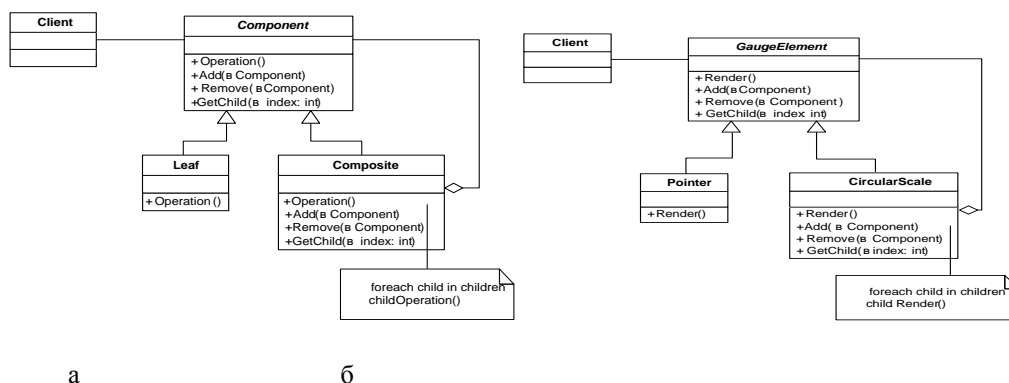 Client
Component
+ Operation()
+Add(в Component)
+ Remove( в Component)
+GetChild(в index: int)
Leaf
+ Operation ()
Composite
+Operation()
+Add(в Component)
+Remove(в Component)
+GetChild(в index: int)
foreach child in children
childOperation()
Client
GaugeElement
+ Render()
+Add(в Component)
+ Remove (в Component )
+ GetChild(в index int)
Pointer
+ Render()
CircularScale
+ Render()
+Add( в Component)
+ Remove(в Component)
+ GetChild(в index: int)
foreach child in children
child Render()
а
б